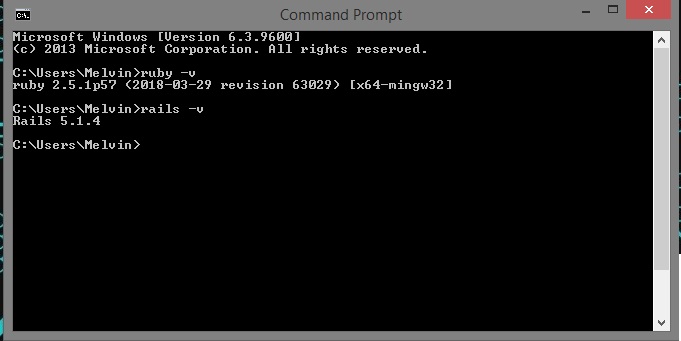 Command Prompt
Microsoft Windows [Version 6.3.9600]
(c) 2013 Microsoft Corporation. All rights reserved.
C:\Users\Melvin>ruby -v
ruby 2.5.1p57 (2018-03-29 revision 63029) [x64-mingw32]
C:\Users\Melvin>rails -v
Rails 5.1.4
C:\Users\Melvin>